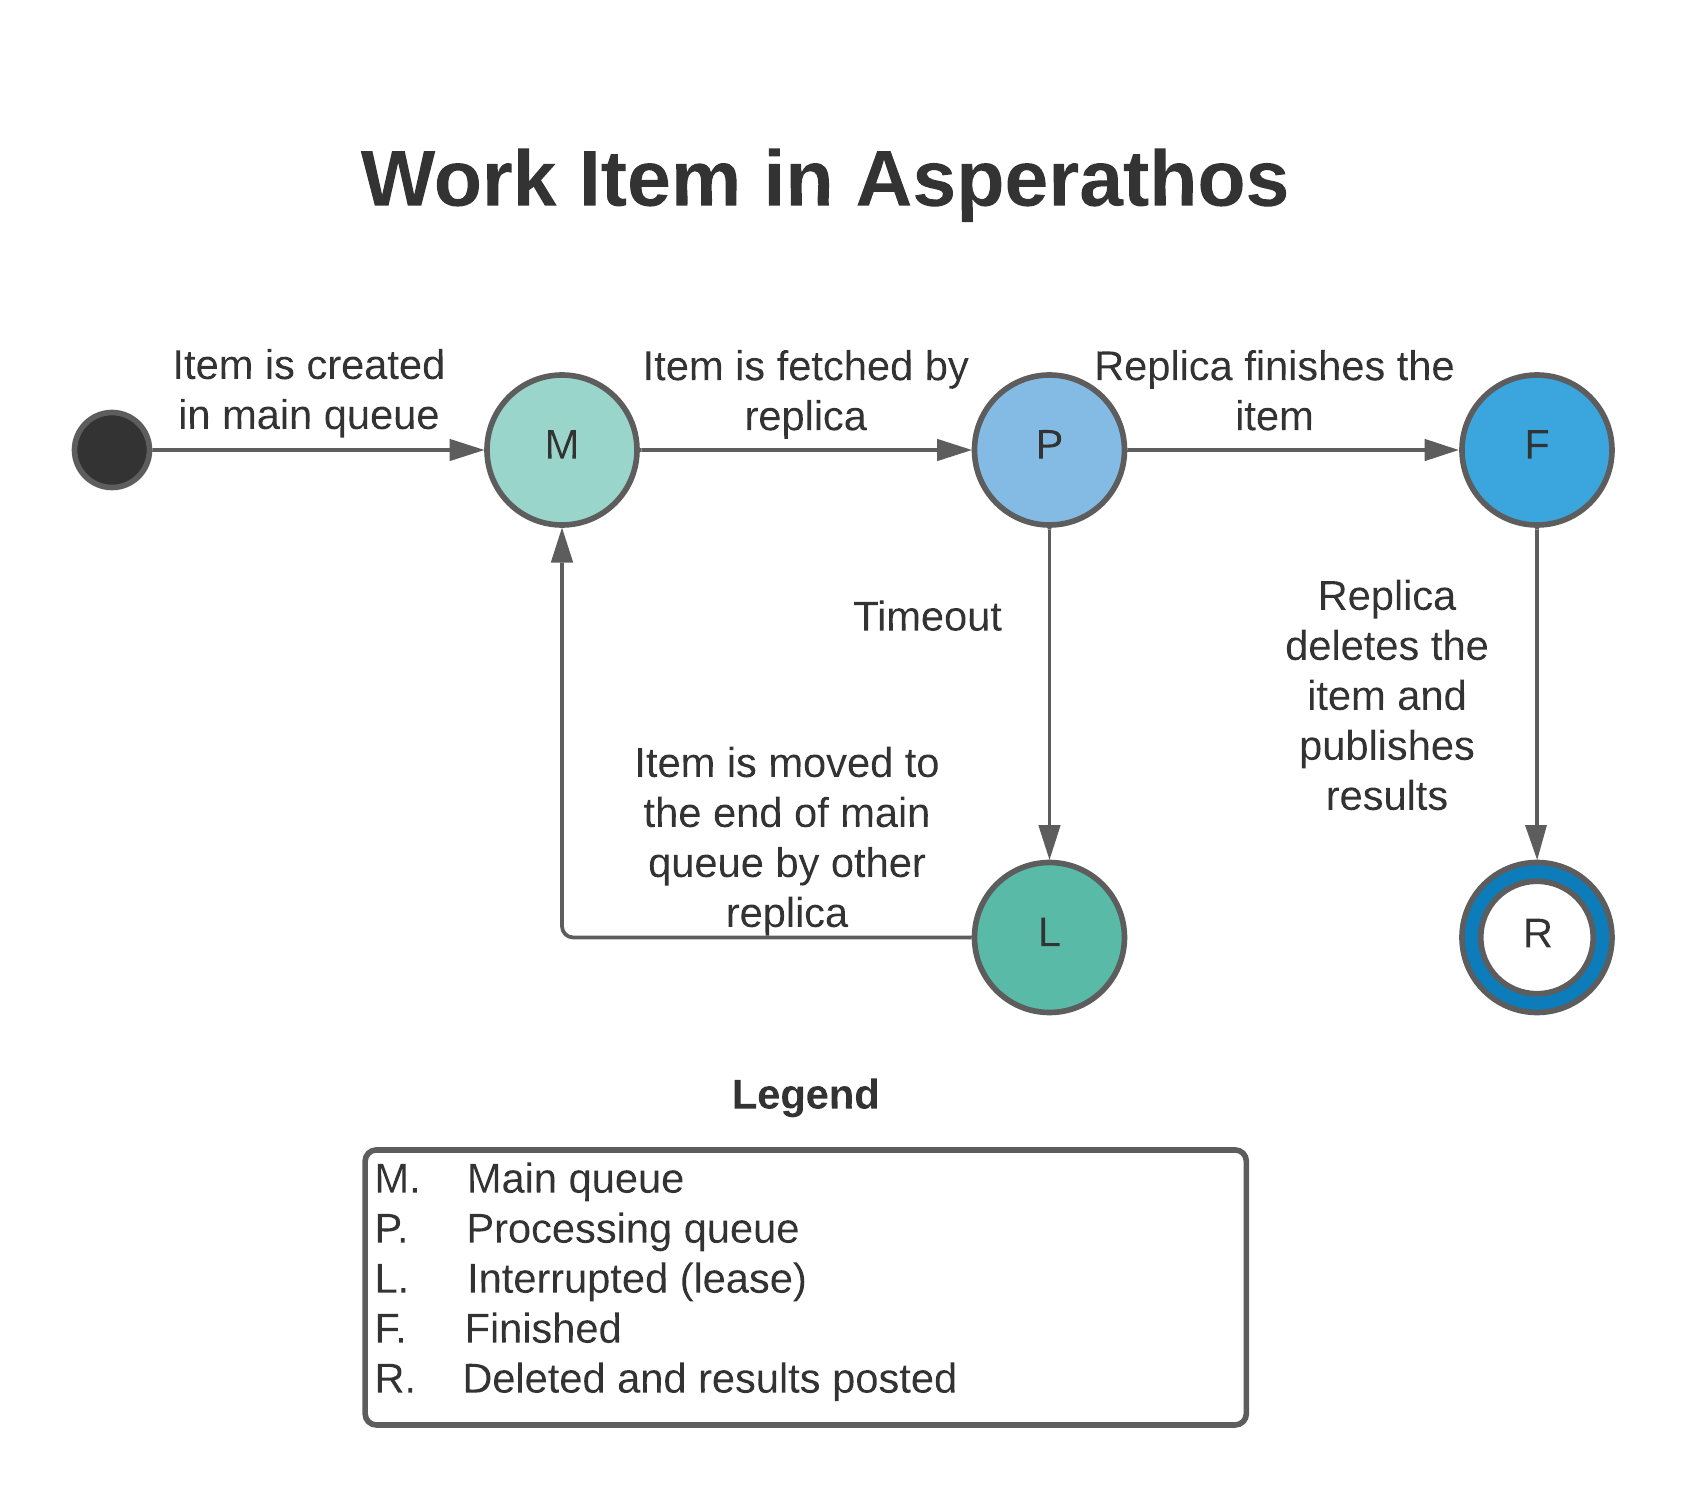 Work Item in Asperathos
Item is created
in main queue
Item is fetched by
replica
Replica finishes the
item
M
P
F
Timeout
Replica
deletes the
item and
publishes
results
Item is moved to
the end of main
queue by other
replica
L
R
Legend
M. Main queue
P. Processing queue
L. Interrupted (lease)
F. Finished
R. Deleted and results posted